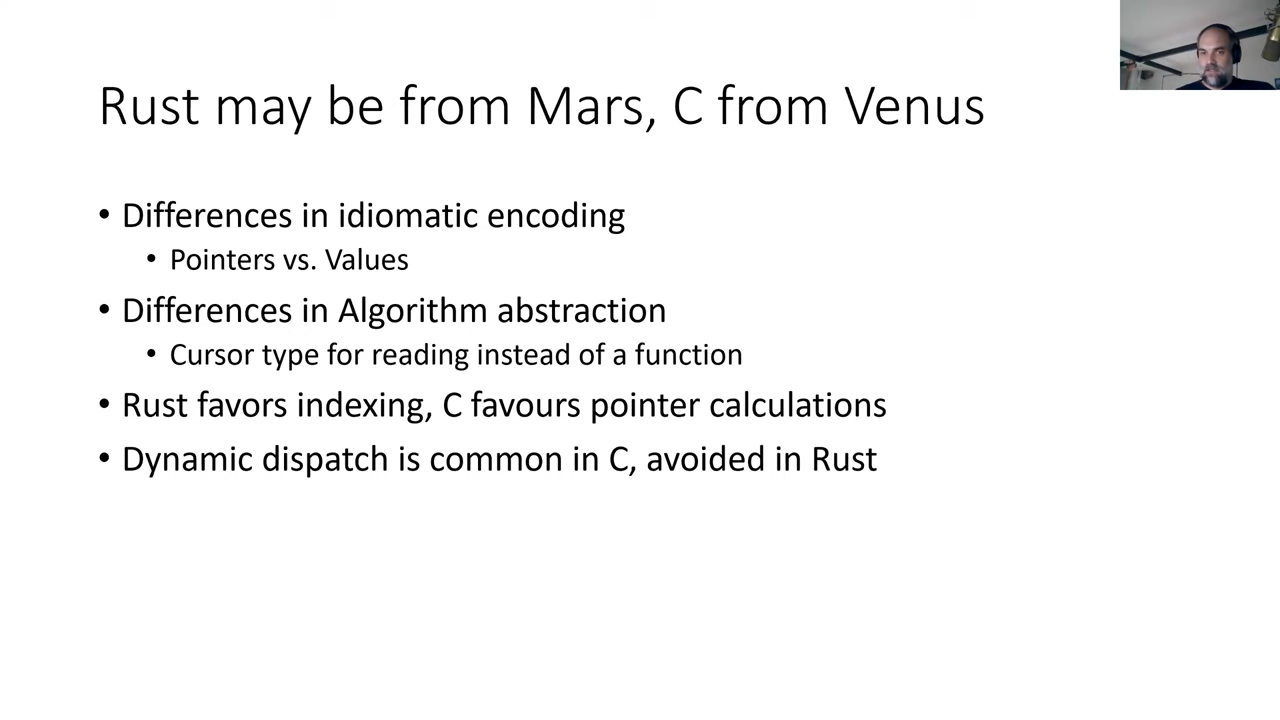 Rust may be from Mars, C from Venus
• Differences in idiomatic encoding
• Pointers vs. Values
• Differences in Algorithm abstraction
• Cursor type for reading instead of a function
• Rust favors indexing, C favours pointer calculations
• Dynamic dispatch is common in C, avoided in Rust